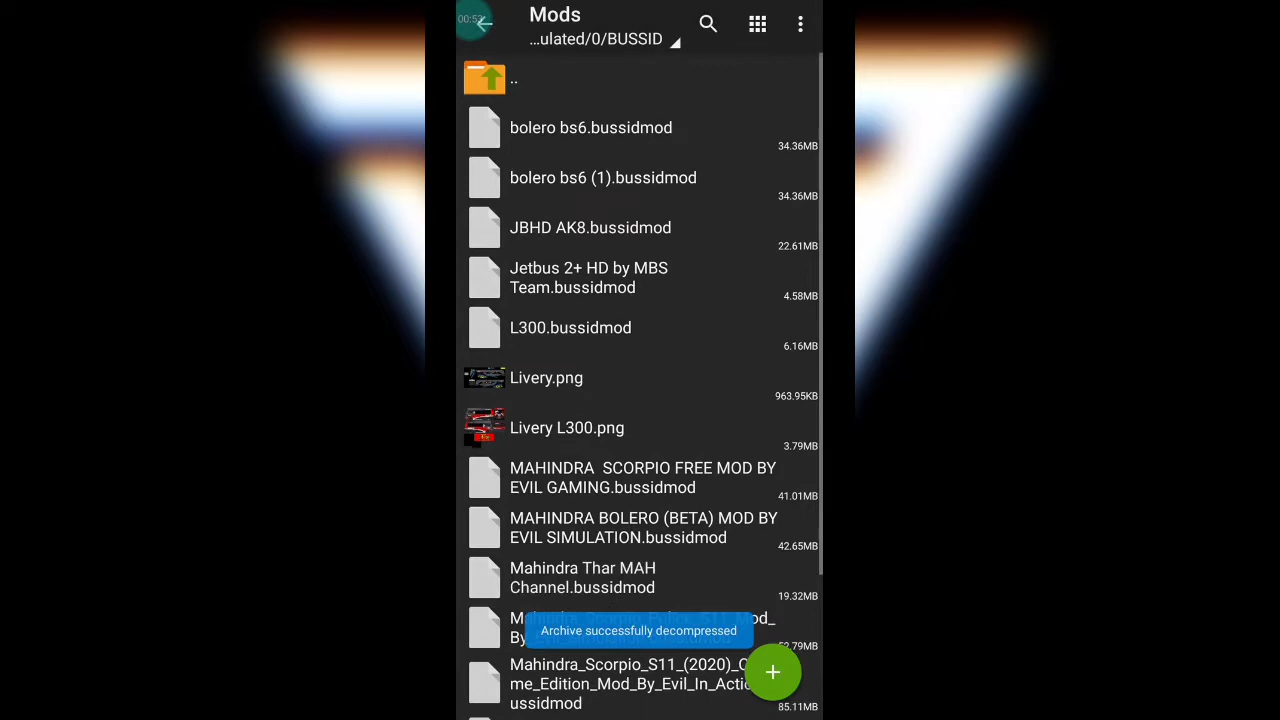 00:53
Mods
...ulated/0/BUSSID
..
bolero bs6.bussidmod
34.36MB
bolero bs6 (1).bussidmod
34.36MB
JBHD AK8.bussidmod
22.61MB
Jetbus 2+ HD by MBS
Team.bussidmod
4.58MB
L300.bussidmod
6.16MB
Livery.png
963.95KB
Livery L300.png
3.79MB
MAHINDRA  SCORPIO FREE MOD BY
EVIL GAMING.bussidmod
41.01MB
MAHINDRA BOLERO (BETA) MOD BY
EVIL SIMULATION.bussidmod
42.65MB
Mahindra Thar MAH
Channel.bussidmod
19.32MB
Archive successfully decompressed
Mahindra_Scorpio_S11_(2020)_
me_Edition_Mod_By_Evil_In_Actio
ussidmod
85.11MB